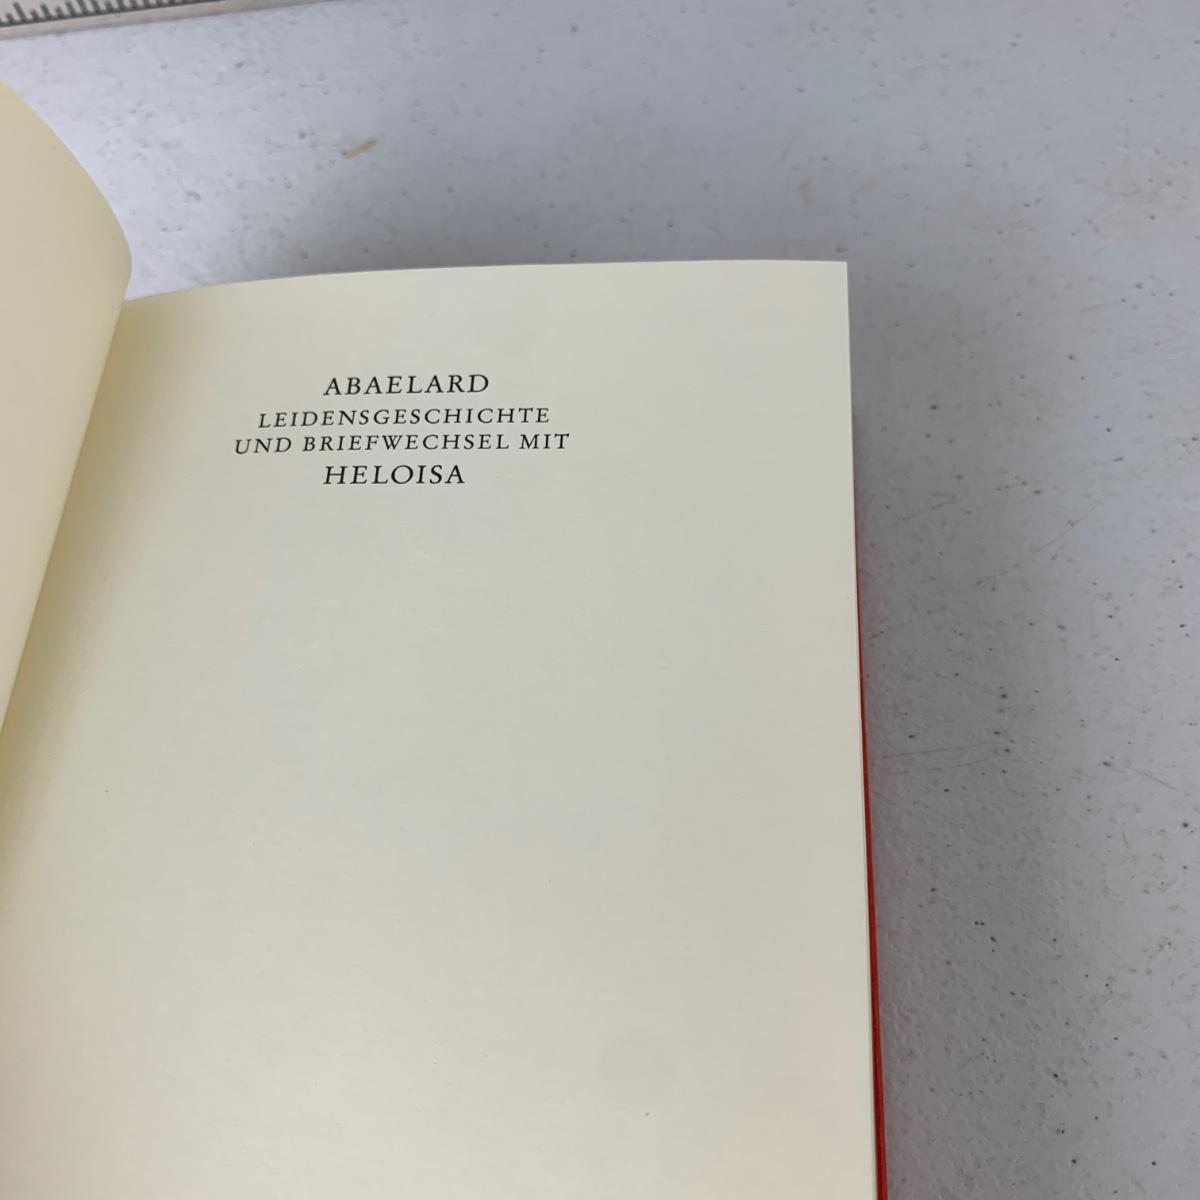 ABAELARD
LEIDENSGESCHICHTE
UND BRIEFWECHSEL MIT
HELOISA